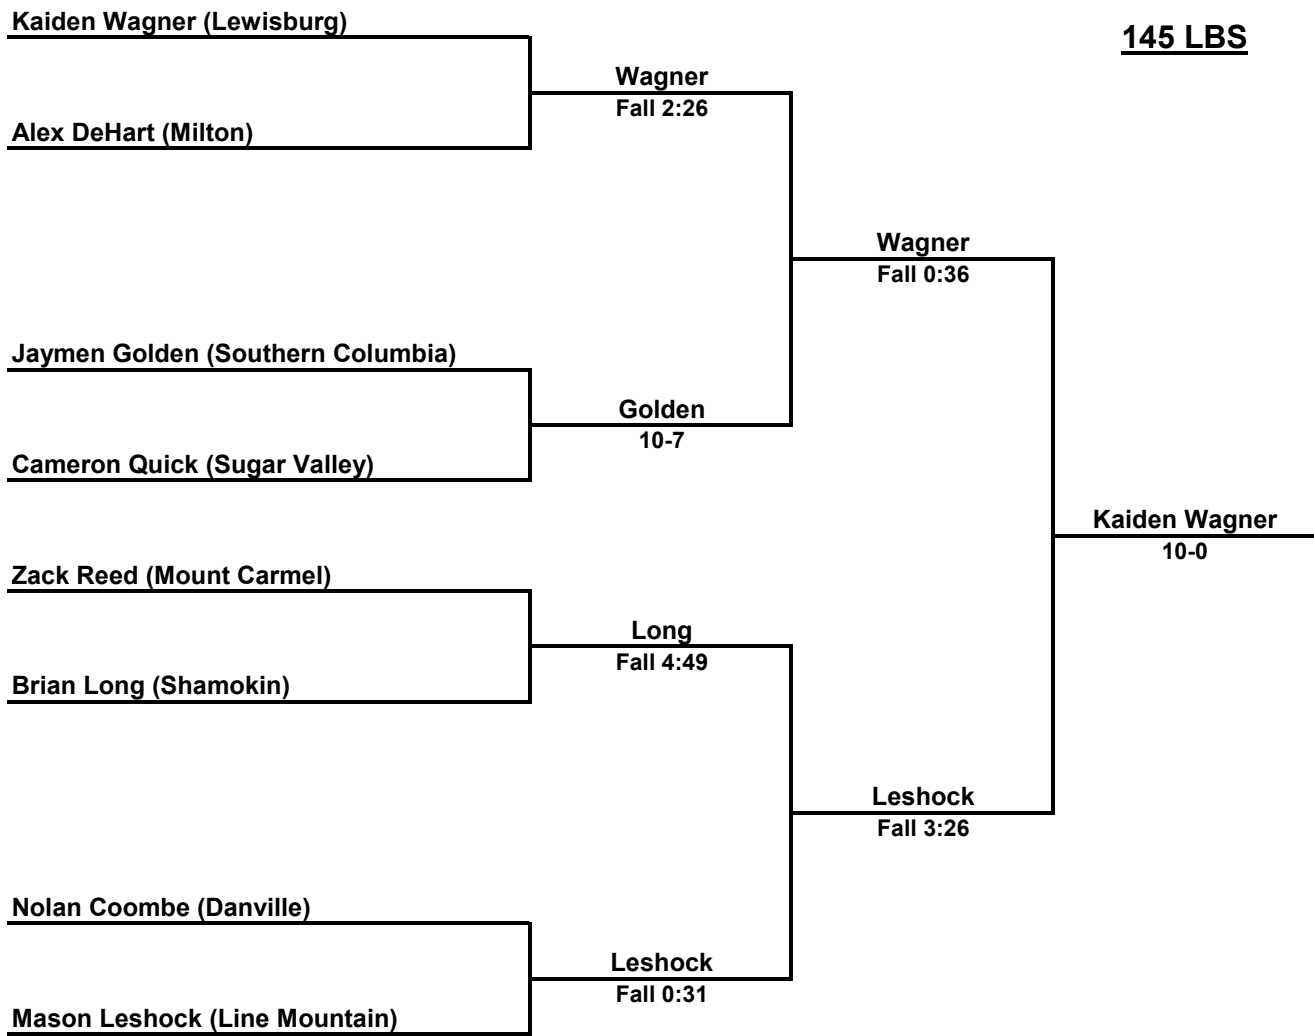 Kaiden Wagner (Lewisburg)
145 LBS
Wagner
Fall 2:26
Alex DeHart (Milton)
Wagner
Fall 0:36
Jaymen Golden (Southern Columbia)
Golden
10-7
Cameron Quick (Sugar Valley)
Kaiden Wagner
10-0
Zack Reed (Mount Carmel)
Long
Fall 4:49
Brian Long (Shamokin)
Leshock
Fall 3:26
Nolan Coombe (Danville)
Leshock
Fall 0:31
Mason Leshock (Line Mountain)